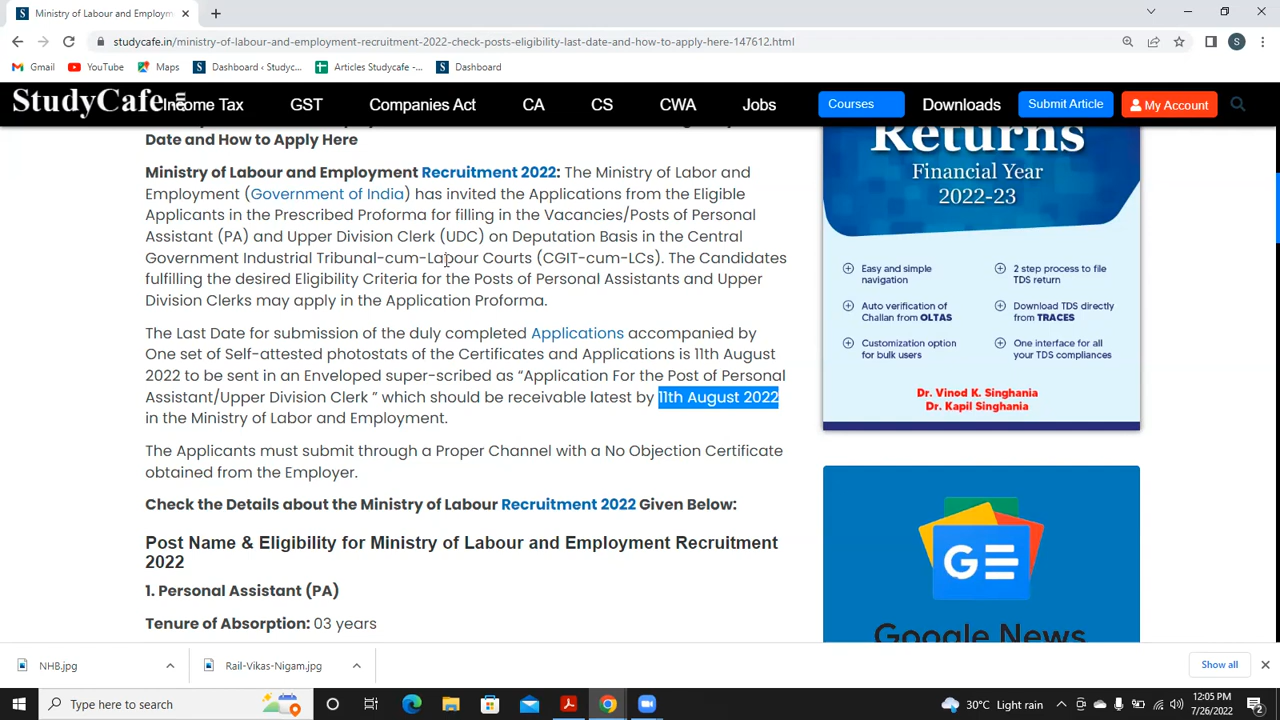 Ministry of Labour and Employm
studycafe.in/ministry-of-labour-and-employment-recruitment-2022-check-posts-eligibility-last-date-and-how-to-apply-here-147612.html
S
Gmail
YouTube
Maps
Dashboard ‹ Studyc...
Articles Studycafe -...
Dashboard
StudyCafe
Income Tax
GST
Companies Act
CA
CS
CWA
Jobs
Courses
Downloads
Submit Article
My Account
Date and How to Apply Here
Ministry of Labour and Employment Recruitment 2022: The Ministry of Labor and
Employment (Government of India) has invited the Applications from the Eligible
Applicants in the Prescribed Proforma for filling in the Vacancies/Posts of Personal
Assistant (PA) and Upper Division Clerk (UDC) on Deputation Basis in the Central
Government Industrial Tribunal-cum-Labour Courts (CGIT-cum-LCs). The Candidates
fulfilling the desired Eligibility Criteria for the Posts of Personal Assistants and Upper
Division Clerks may apply in the Application Proforma.
The Last Date for submission of the duly completed Applications accompanied by
One set of Self-attested photostats of the Certificates and Applications is 11th August
2022 to be sent in an Enveloped super-scribed as “Application For the Post of Personal
Assistant/Upper Division Clerk ” which should be receivable latest by 11th August 2022
in the Ministry of Labor and Employment.
The Applicants must submit through a Proper Channel with a No Objection Certificate
obtained from the Employer.
Check the Details about the Ministry of Labour Recruitment 2022 Given Below:
Post Name & Eligibility for Ministry of Labour and Employment Recruitment
2022
1. Personal Assistant (PA)
Tenure of Absorption: 03 years
Returns
Financial Year
2022-23
Easy and simple
navigation
2 step process to file
TDS return
Auto verification of
Challan from OLTAS
Download TDS directly
from TRACES
Customization option
for bulk users
One interface for all
your TDS compliances
Dr. Vinod K. Singhania
Dr. Kapil Singhania
G
Google News
NHB.jpg
Rail-Vikas-Nigam.jpg
Show all
Type here to search
30°C Light rain
12:05 PM
7/26/2022
2